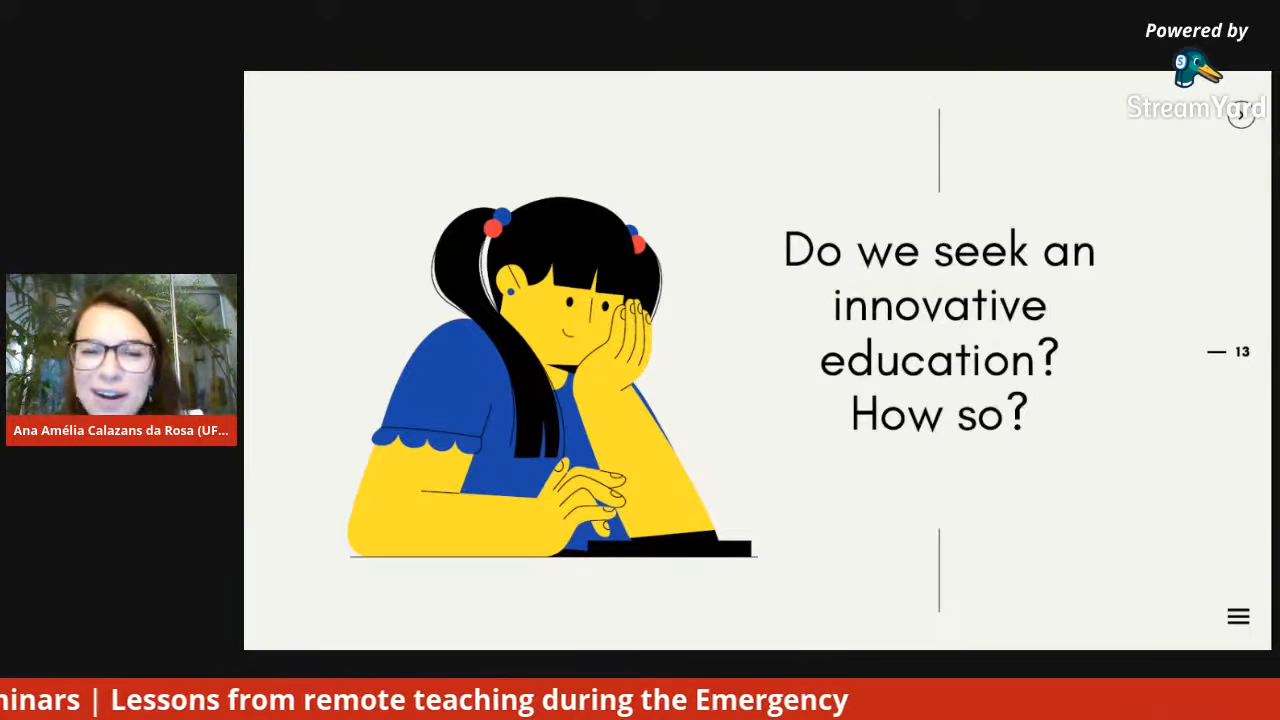 Powered by
StreamYard
Do we seek an
innovative
education?
How so?
— 13
Ana Amélia Calazans da Rosa (UF...
ninars | Lessons from remote teaching during the Emergency